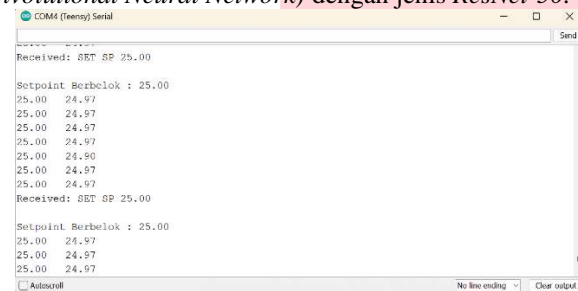 Convolutional Neural Network) dengan jenis ResNet-50.
COM4 (Teensy) Serial
Send
Received: SET SP 25.00
Setpoint Berbelok : 25.00
25.00 24.97
25.00 24.97
25.00 24.97
25.00 24.97
25.00 24.90
25.00 24.97
25.00 24.97
Received: SET SP 25.00
Setpoint Berbelok : 25.00
25.00 24.97
25.00 24.97
25.00 24.97
Autoscroll
No line ending
Clear output